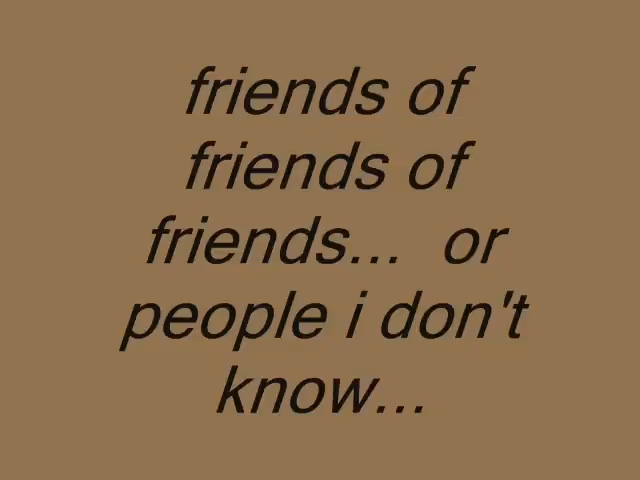 friends of
friends of
friends...  or
people i don't
know...